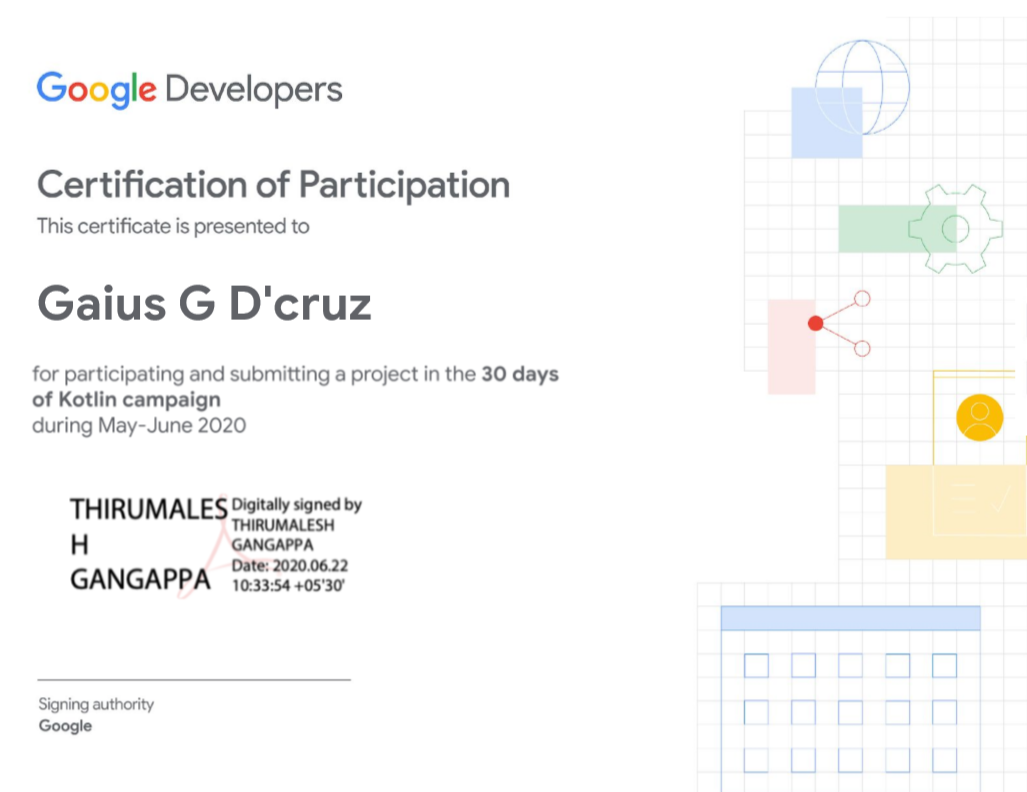 Google Developers
Certification of Participation
This certificate is presented to
Gaius G D'cruz
for participating and submitting a project in the 30 days
of Kotlin campaign
during May-June 2020
THIRUMALES
H
GANGAPPA
Digitally signed by
THIRUMALESH
GANGAPPA
Date: 2020.06.22
10:33:54 +05'30'
Signing authority
Google